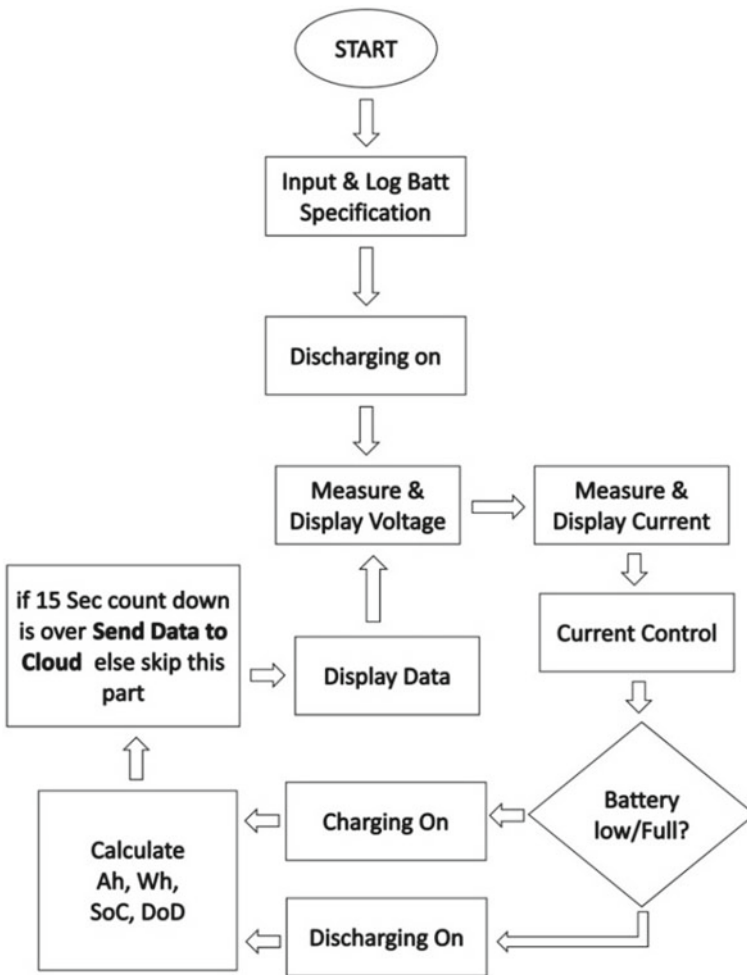 START
Input & Log Batt
Specification
Discharging on
Measure &
Display Voltage
Measure &
Display Current
Current Control
Battery
low/Full?
Charging On
Discharging On
Calculate
Ah, Wh,
SoC, DoD
if 15 Sec count down
is over Send Data to
Cloud else skip this
part
Display Data